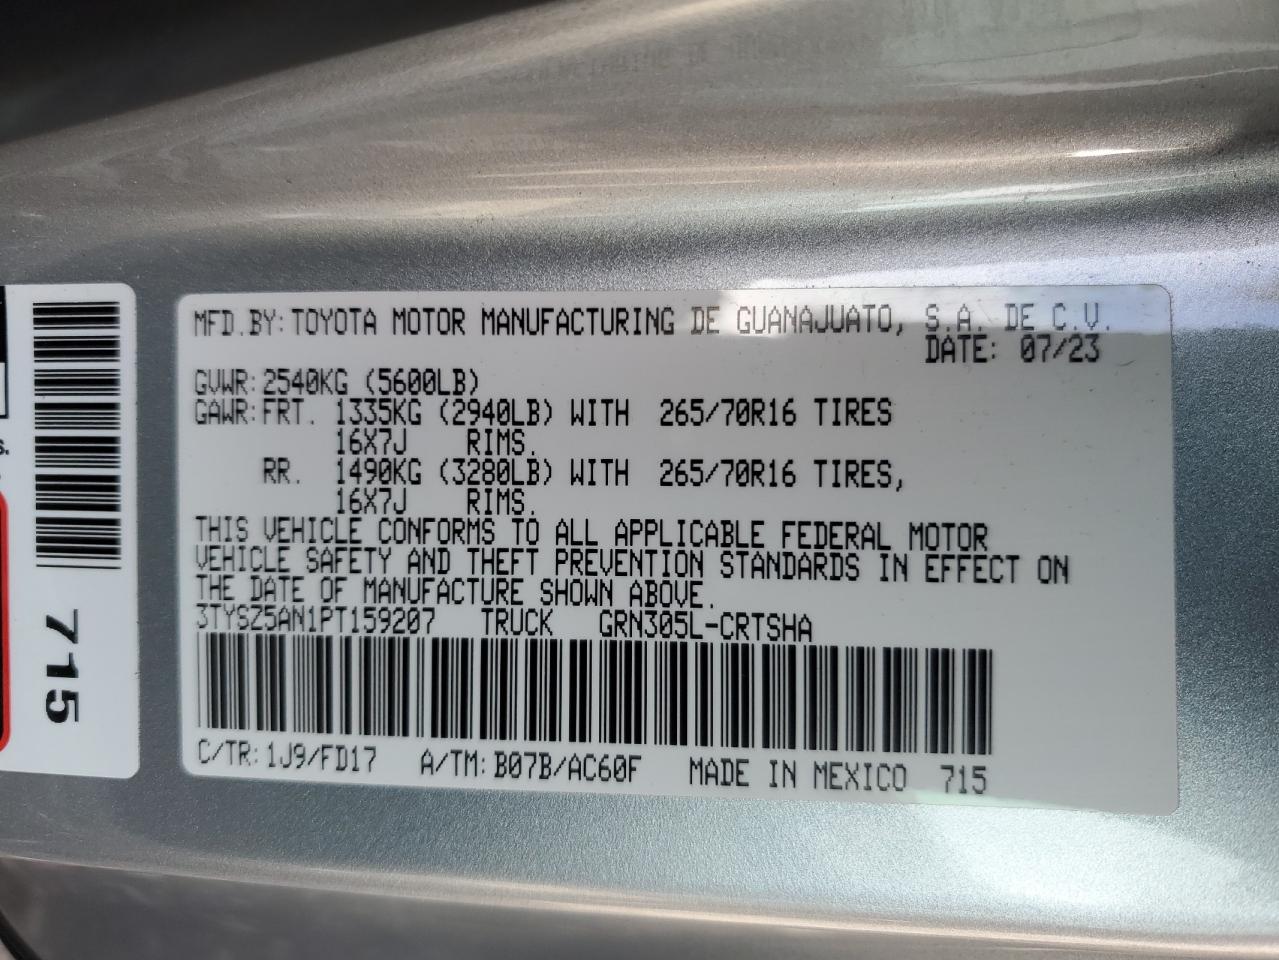 MFD.BY:TOYOTA MOTOR MANUFACTURING DE GUANAJUATO, S.A. DE C.V.
DATE: 07/23
GVWR:2540KG (5600LB)
GAWR:FRT. 1335KG (2940LB) WITH 265/70R16 TIRES
16X7J RIMS.
RR. 1490KG (3280LB) WITH 265/70R16 TIRES,
16X7J RIMS.
THIS VEHICLE CONFORMS TO ALL APPLICABLE FEDERAL MOTOR
VEHICLE SAFETY AND THEFT PREVENTION STANDARDS IN EFFECT ON
THE DATE OF MANUFACTURE SHOWN ABOVE.
3TYSZ5AN1PT159207 TRUCK GRN305L-CRTSHA
C/TR:1J9/FD17 A/TM:B07B/AC60F MADE IN MEXICO 715
715